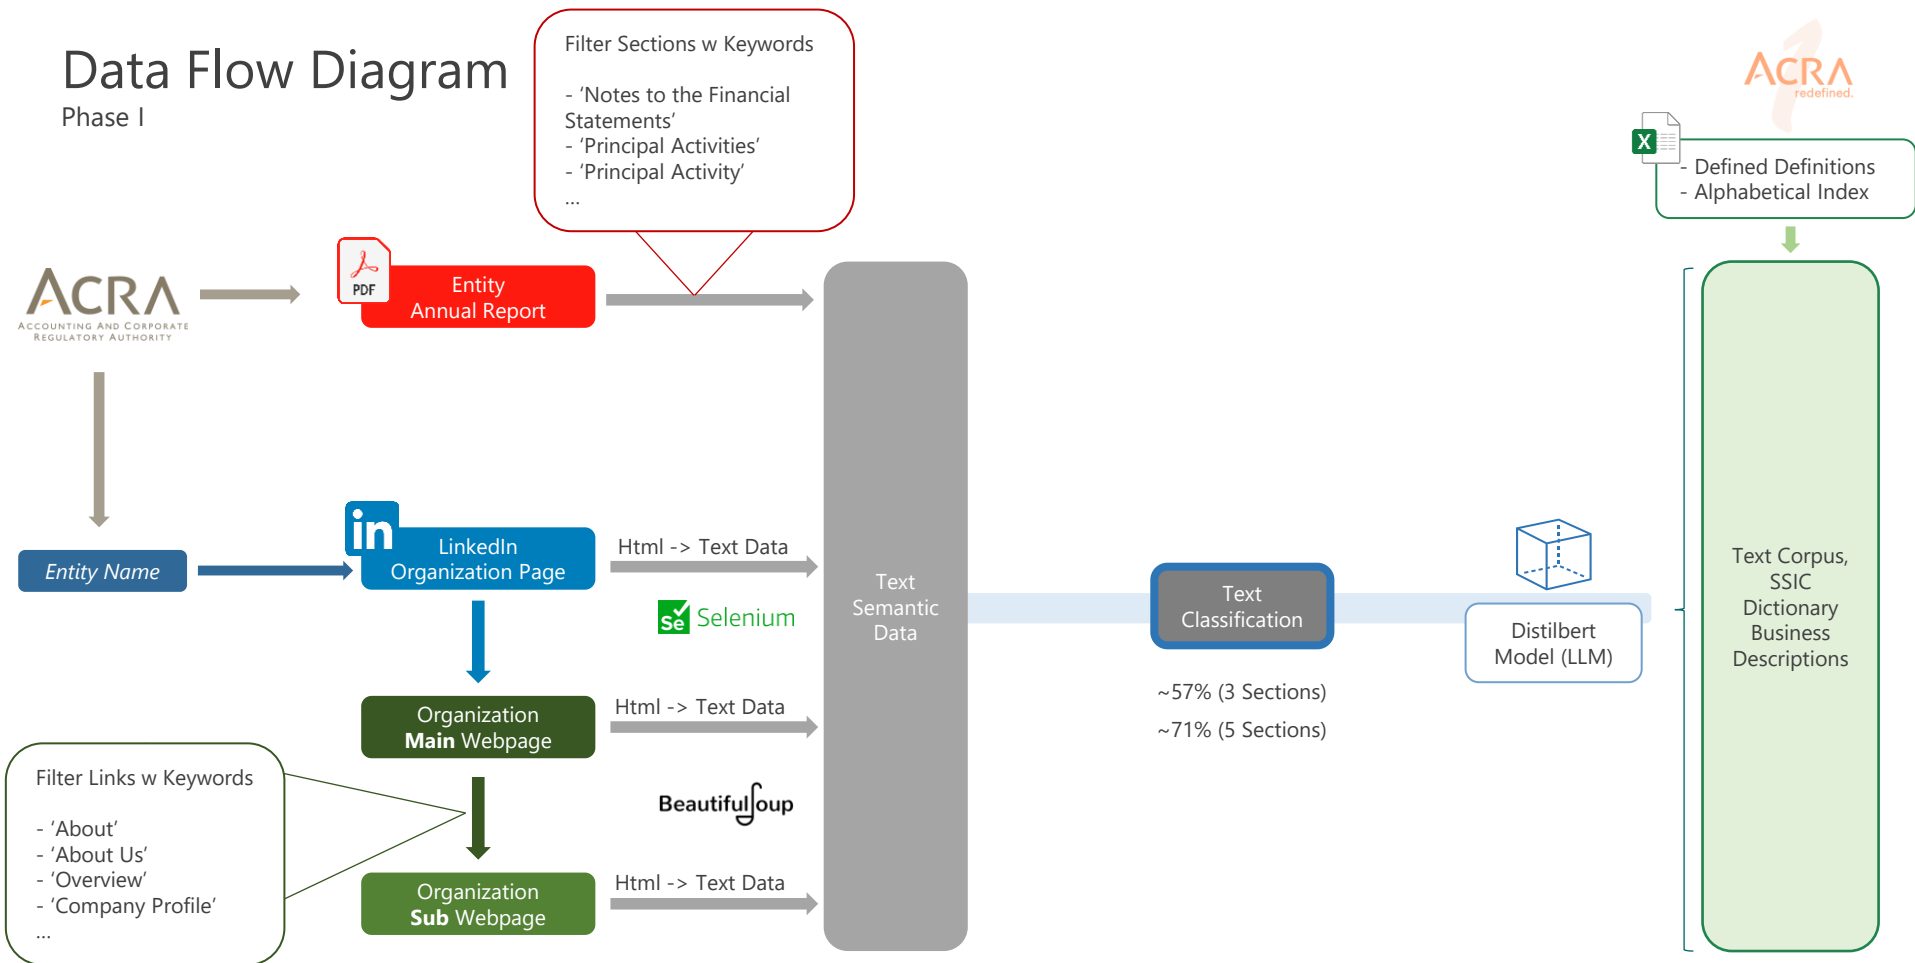 Data Flow Diagram
Phase I
Filter Sections w Keywords
- ‘Notes to the Financial
Statements’
- ‘Principal Activities’
- ‘Principal Activity’
...
ACRA
redefined.
X
- Defined Definitions
- Alphabetical Index
ACRA
ACCOUNTING AND CORPORATE
REGULATORY AUTHORITY
PDF
Entity
Annual Report
Entity Name
in
LinkedIn
Organization Page
Html -> Text Data
Se Selenium
Organization
Main Webpage
Html -> Text Data
BeautifulSoup
Organization
Sub Webpage
Html -> Text Data
Filter Links w Keywords
- ‘About’
- ‘About Us’
- ‘Overview’
- ‘Company Profile’
...
Text
Semantic
Data
Text
Classification
~57% (3 Sections)
~71% (5 Sections)
Distilbert
Model (LLM)
Text Corpus,
SSIC
Dictionary
Business
Descriptions